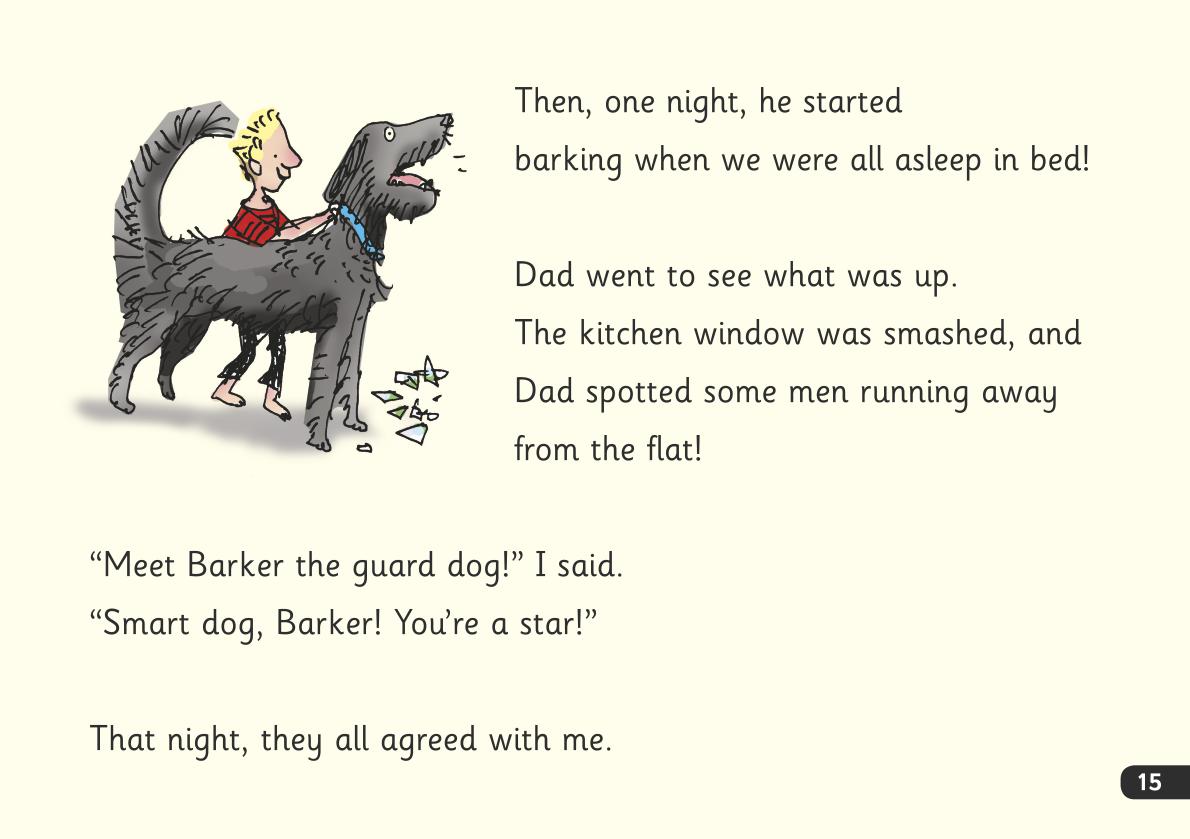 Then, one night, he started
barking when we were all asleep in bed!
Dad went to see what was up.
The kitchen window was smashed, and
Dad spotted some men running away
from the flat!
“Meet Barker the guard dog!” I said.
“Smart dog, Barker! You’re a star!”
That night, they all agreed with me.
15